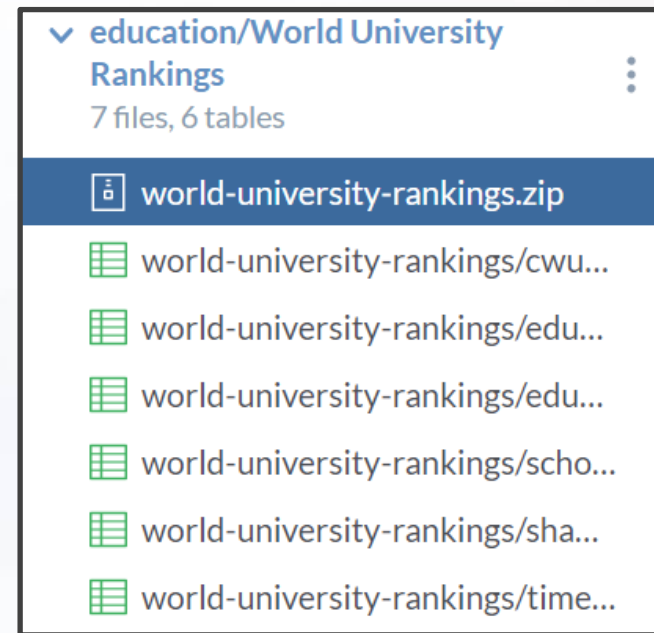 education/World University
Rankings
7 files, 6 tables
world-university-rankings.zip
world-university-rankings/cwu...
world-university-rankings/edu...
world-university-rankings/edu...
world-university-rankings/scho...
world-university-rankings/sha...
world-university-rankings/time...